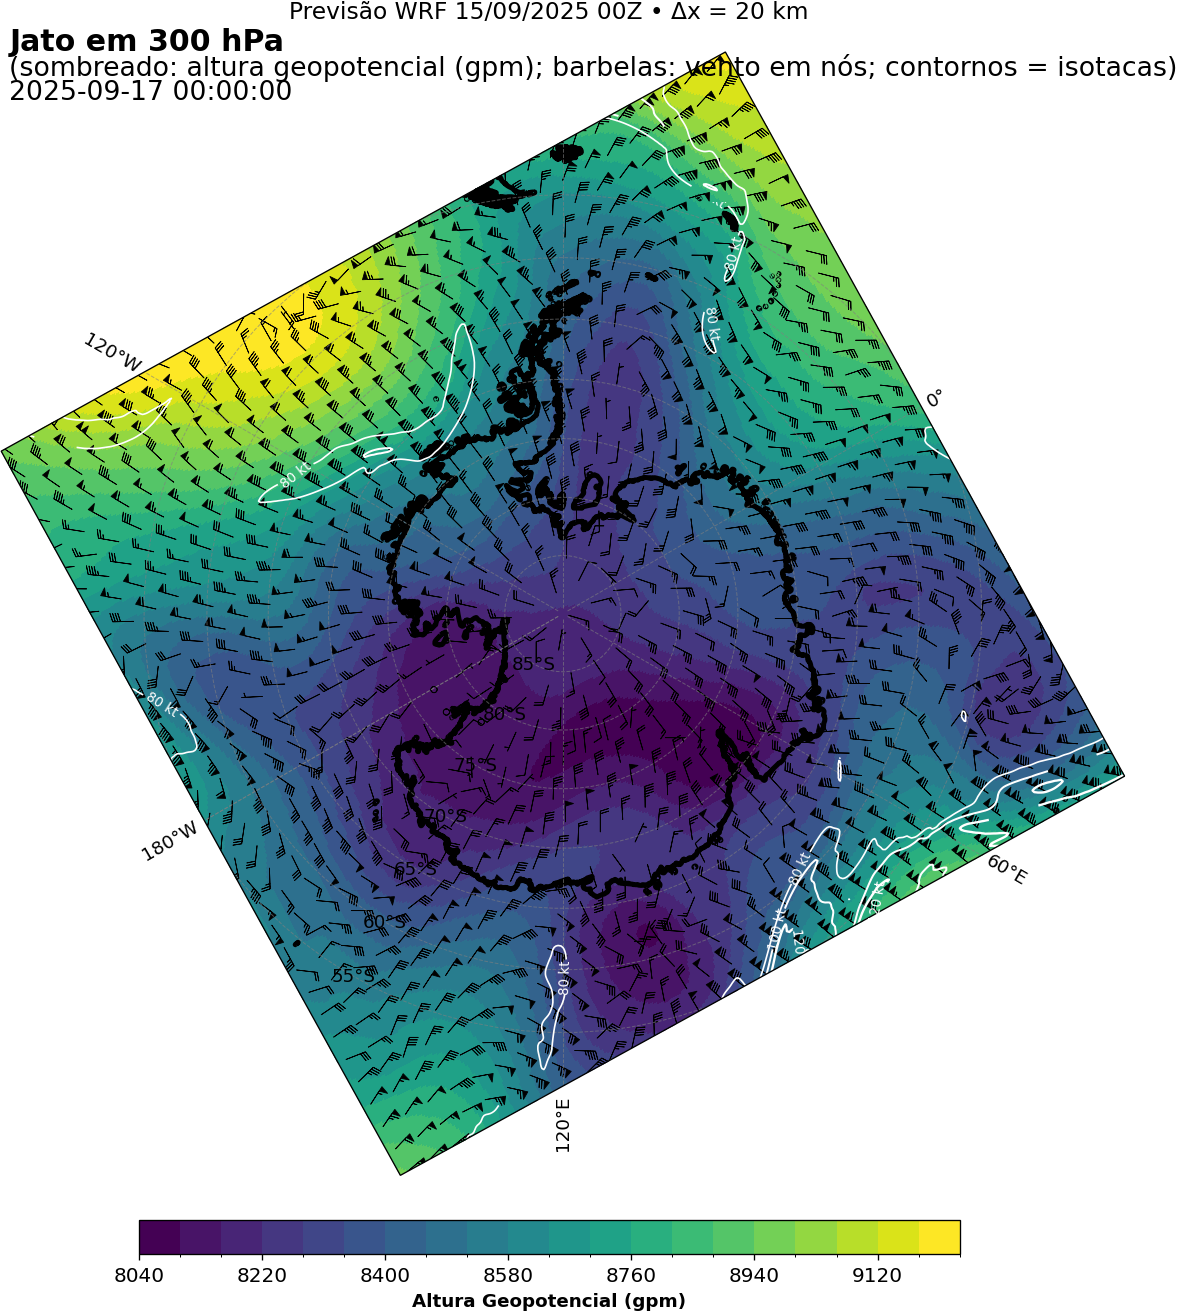 Previsão WRF 15/09/2025 00Z • Δx = 20 km
Jato em 300 hPa
(sombreado: altura geopotencial (gpm); barbelas: vento em nós; contornos = isotacas)
2025-09-17 00:00:00
80 kt
80 kt
120°W
0°
80 kt
85°S
80°S
80 kt
75°S
70°S
180°W
65°S
80 kt
60°E
60°S
100 kt
120
55°S
80 kt
120°E
8040 8220 8400 8580 8760 8940 9120
Altura Geopotencial (gpm)